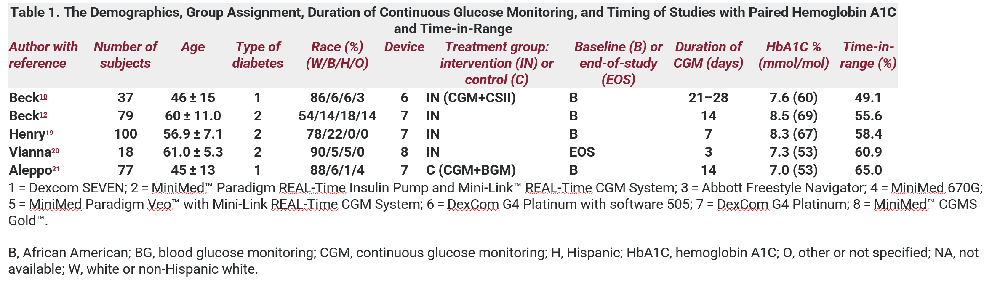 Table 1. The Demographics, Group Assignment, Duration of Continuous Glucose Monitoring, and Timing of Studies with Paired Hemoglobin A1C
and Time-in-Range
Author with reference Number of subjects Age Type of diabetes Race (%) (W/B/H/O) Device Treatment group: intervention (IN) or control (C) Baseline (B) or end-of-study (EOS) Duration of CGM (days) HbA1C % (mmol/mol) Time-in-range (%)
Beck10 37 46 ± 15 1 86/6/6/3 6 IN (CGM+CSII) B 21–28 7.6 (60) 49.1
Beck12 79 60 ± 11.0 2 54/14/18/14 7 IN B 14 8.5 (69) 55.6
Henry19 100 56.9 ± 7.1 2 78/22/0/0 7 IN B 7 8.3 (67) 58.4
Vianna20 18 61.0 ± 5.3 2 90/5/5/0 8 IN EOS 3 7.3 (53) 60.9
Aleppo21 77 45 ± 13 1 88/6/1/4 7 C (CGM+BGM) B 14 7.0 (53) 65.0
1 = Dexcom SEVEN; 2 = MiniMed™ Paradigm REAL-Time Insulin Pump and Mini-Link™ REAL-Time CGM System; 3 = Abbott Freestyle Navigator; 4 = MiniMed 670G;
5 = MiniMed Paradigm Veo™ with Mini-Link REAL-Time CGM System; 6 = DexCom G4 Platinum with software 505; 7 = DexCom G4 Platinum; 8 = MiniMed™ CGMS
Gold™.
B, African American; BG, blood glucose monitoring; CGM, continuous glucose monitoring; H, Hispanic; HbA1C, hemoglobin A1C; O, other or not specified; NA, not
available; W, white or non-Hispanic white.